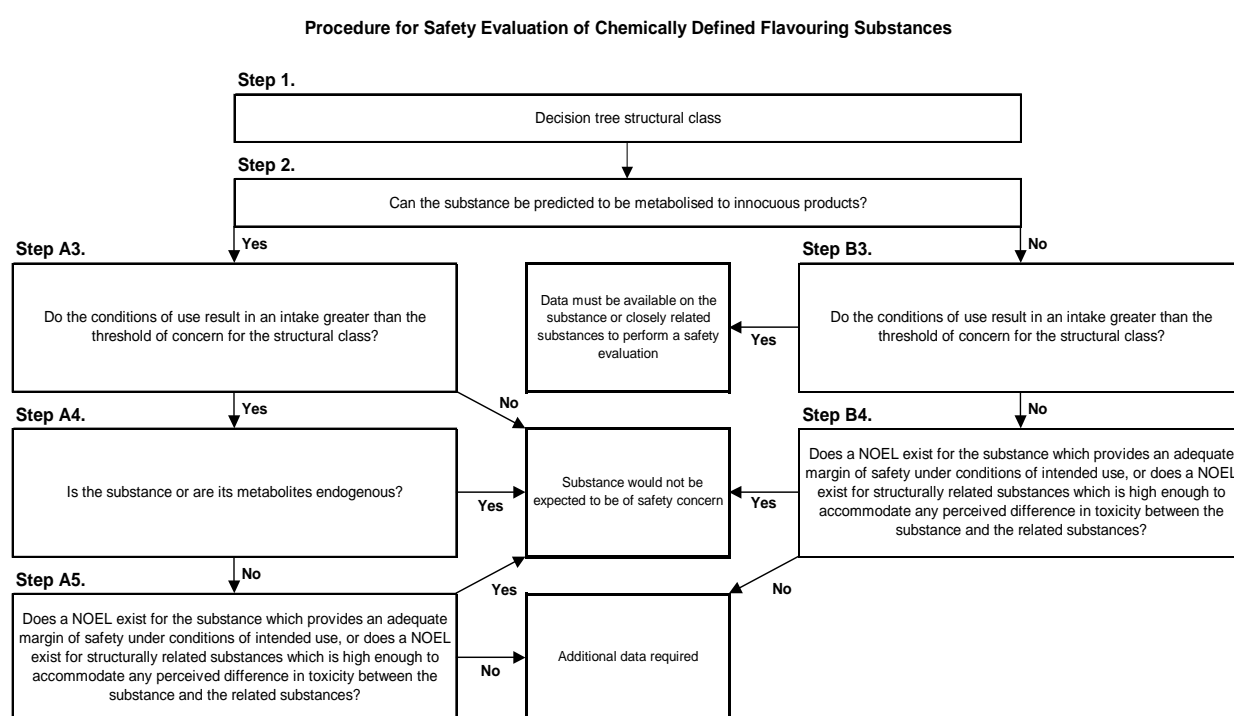 Procedure for Safety Evaluation of Chemically Defined Flavouring Substances
Step 1.
Decision tree structural class
Step 2.
Can the substance be predicted to be metabolised to innocuous products?
Step A3.
Yes
No
Step B3.
Do the conditions of use result in an intake greater than the
threshold of concern for the structural class?
Data must be available on the
substance or closely related
substances to perform a safety
evaluation
Yes
Do the conditions of use result in an intake greater than the
threshold of concern for the structural class?
Step A4.
Yes
No
Step B4.
No
Is the substance or are its metabolites endogenous?
Yes
Substance would not be
expected to be of safety concern
Yes
Does a NOEL exist for the substance which provides an adequate
margin of safety under conditions of intended use, or does a NOEL
exist for structurally related substances which is high enough to
accommodate any perceived difference in toxicity between the
substance and the related substances?
Step A5.
No
Yes
No
Does a NOEL exist for the substance which provides an adequate
margin of safety under conditions of intended use, or does a NOEL
exist for structurally related substances which is high enough to
accommodate any perceived difference in toxicity between the
substance and the related substances?
No
Additional data required